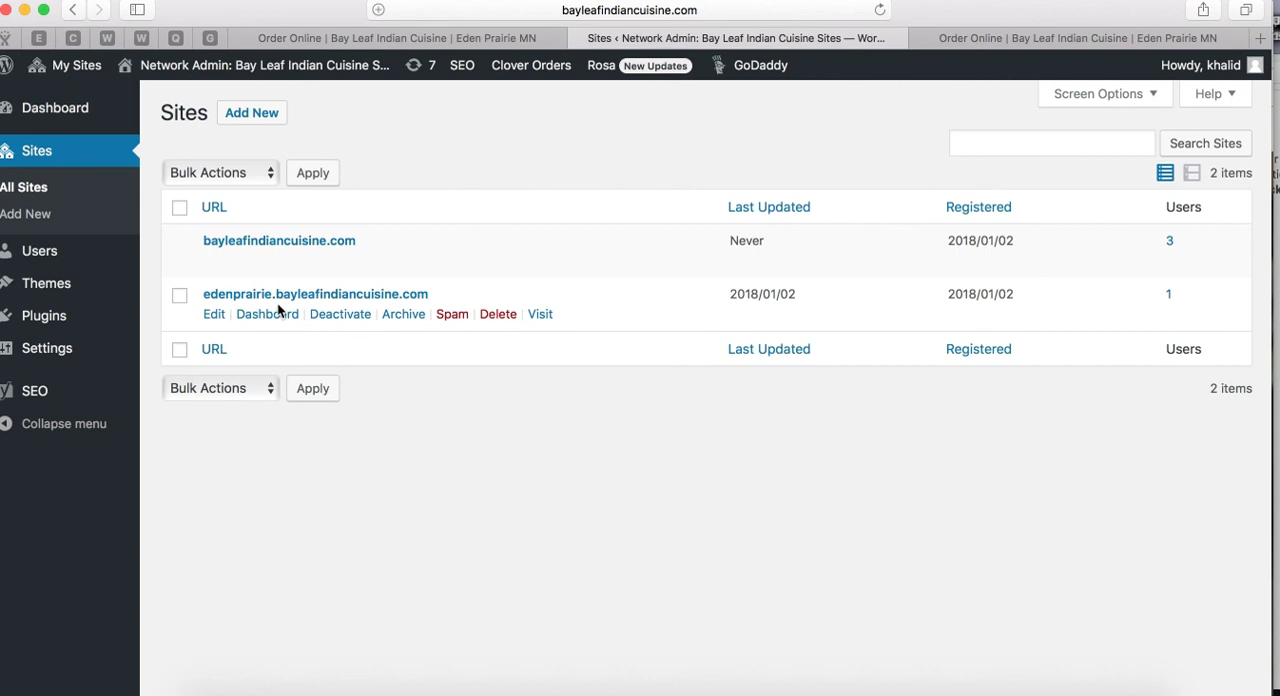 bayleafindiancuisine.com
E C W W Q G Order Online | Bay Leaf Indian Cuisine | Eden Prairie MN Sites ‹ Network Admin: Bay Leaf Indian Cuisine Sites — Wor... Order Online | Bay Leaf Indian Cuisine | Eden Prairie MN
My Sites Network Admin: Bay Leaf Indian Cuisine S... 7 SEO Clover Orders Rosa New Updates GoDaddy Howdy, khalid
Screen Options Help
Dashboard
Sites
All Sites
Add New
Users
Themes
Plugins
Settings
SEO
Collapse menu
Sites Add New
Search Sites
Bulk Actions Apply 2 items
URL Last Updated Registered Users
bayleafindiancuisine.com Never 2018/01/02 3
edenprairie.bayleafindiancuisine.com 2018/01/02 2018/01/02 1
Edit | Dashboard | Deactivate | Archive | Spam | Delete | Visit
URL Last Updated Registered Users
Bulk Actions Apply 2 items